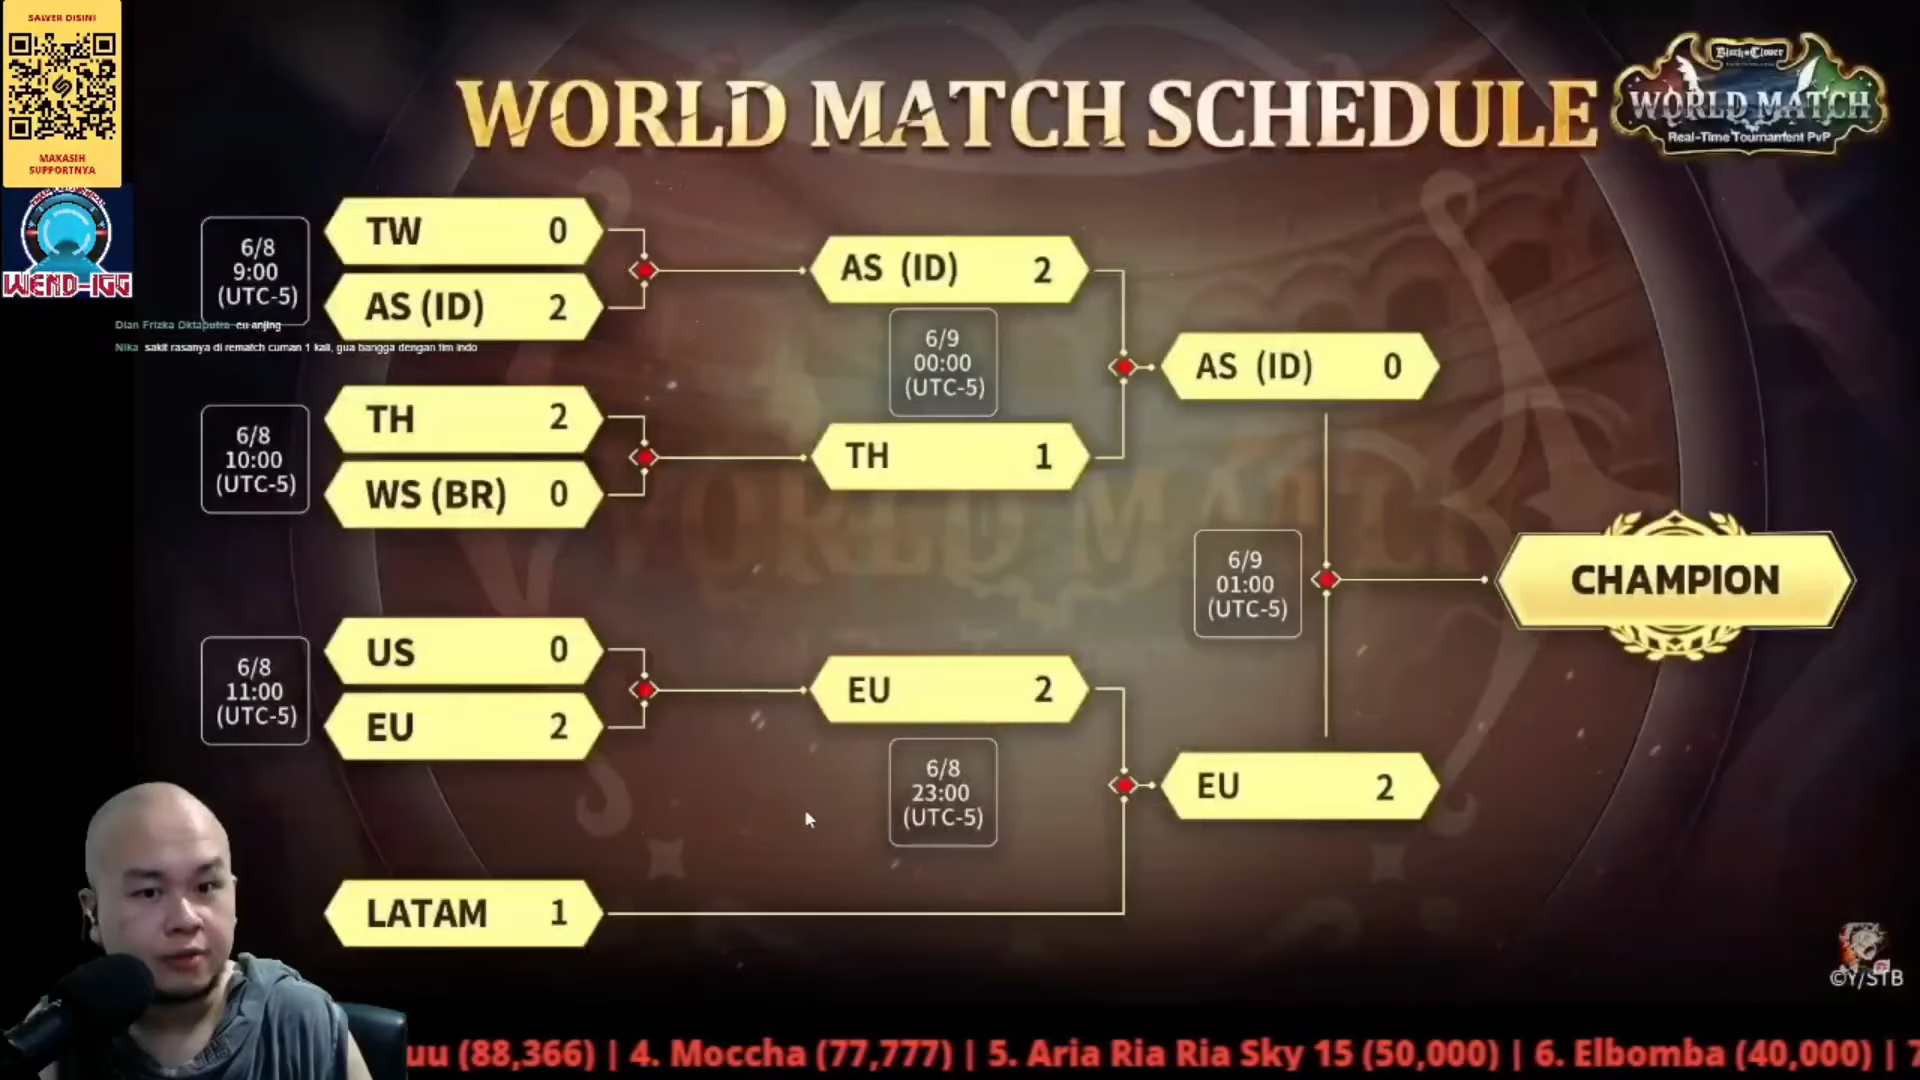 SALWER DISINI
MAKASIH
SUPPORTNYA
WEND-IGG
WORLD MATCH SCHEDULE
Black Clover
WORLD MATCH
Real-Time Tournament PvP
6/8
9:00
(UTC-5)
TW 0
AS (ID) 2
Dian Frizka Oktaputra eu anjing
Nika sakit rasanya di rematch cuman 1 kali, gua bangga dengan tim indo
6/8
10:00
(UTC-5)
TH 2
WS (BR) 0
6/8
11:00
(UTC-5)
US 0
EU 2
LATAM 1
AS (ID) 2
6/9
00:00
(UTC-5)
TH 1
EU 2
6/8
23:00
(UTC-5)
AS (ID) 0
6/9
01:00
(UTC-5)
EU 2
CHAMPION
WORLD MATCH
©Y/STB
uu (88,366) | 4. Moccha (77,777) | 5. Aria Ria Ria Sky 15 (50,000) | 6. Elbomba (40,000) | 7